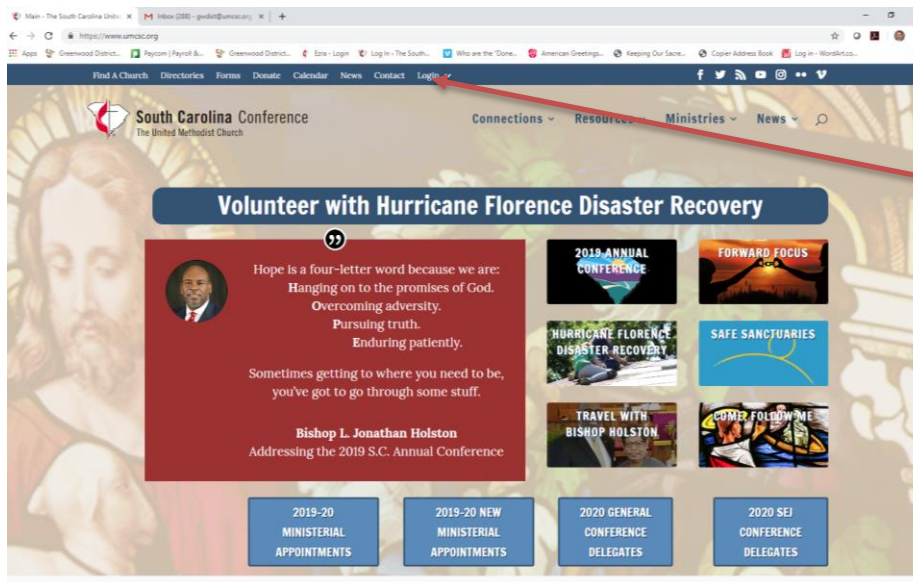 Main - The South Carolina Unite
Inbox (288) - gwdist@umcsc.org
https://www.umcsc.org
Apps Greenwood District... Paycom | Payroll &... Greenwood District... Ezra - Login Log In - The South... Who are the "Done... American Greetings... Keeping Our Sacre... Copier Address Book Log in - WordArt.co...
Find A Church Directories Forms Donate Calendar News Contact Login
South Carolina Conference
The United Methodist Church
Connections Resources Ministries News
Volunteer with Hurricane Florence Disaster Recovery
Hope is a four-letter word because we are:
Hanging on to the promises of God.
Overcoming adversity.
Pursuing truth.
Enduring patiently.
Sometimes getting to where you need to be,
you've got to go through some stuff.
Bishop L. Jonathan Holston
Addressing the 2019 S.C. Annual Conference
2019 ANNUAL
CONFERENCE
FORWARD FOCUS
HURRICANE FLORENCE
DISASTER RECOVERY
SAFE SANCTUARIES
TRAVEL WITH
BISHOP HOLSTON
COME, FOLLOW ME
2019-20
MINISTERIAL
APPOINTMENTS
2019-20 NEW
MINISTERIAL
APPOINTMENTS
2020 GENERAL
CONFERENCE
DELEGATES
2020 SEJ
CONFERENCE
DELEGATES